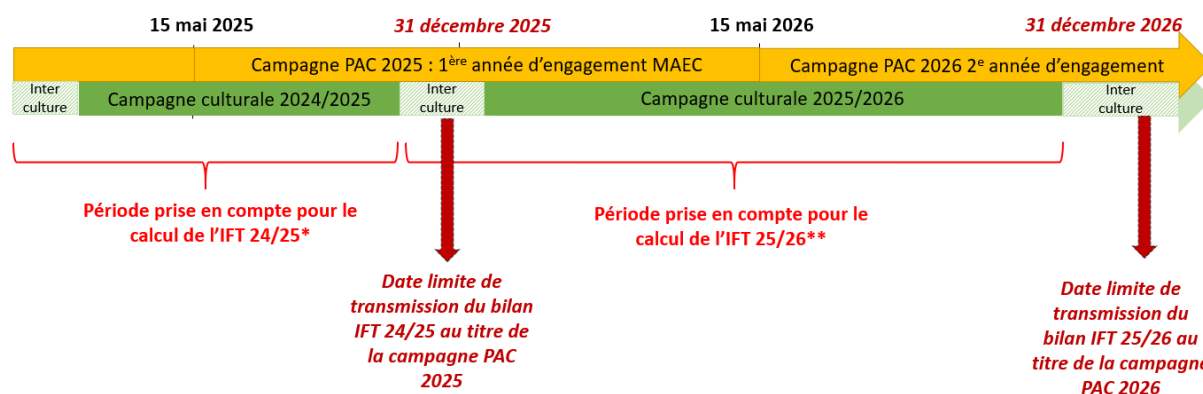 15 mai 2025
31 décembre 2025
15 mai 2026
31 décembre 2026
Campagne PAC 2025 : 1ère année d’engagement MAEC
Campagne PAC 2026 2e année d’engagement
Inter
culture
Campagne culturale 2024/2025
Inter
culture
Campagne culturale 2025/2026
Inter
culture
Période prise en compte pour le
calcul de l’IFT 24/25*
Période prise en compte pour le
calcul de l’IFT 25/26**
Date limite de
transmission du bilan
IFT 24/25 au titre de
la campagne PAC
2025
Date limite de
transmission du
bilan IFT 25/26 au
titre de la campagne
PAC 2026